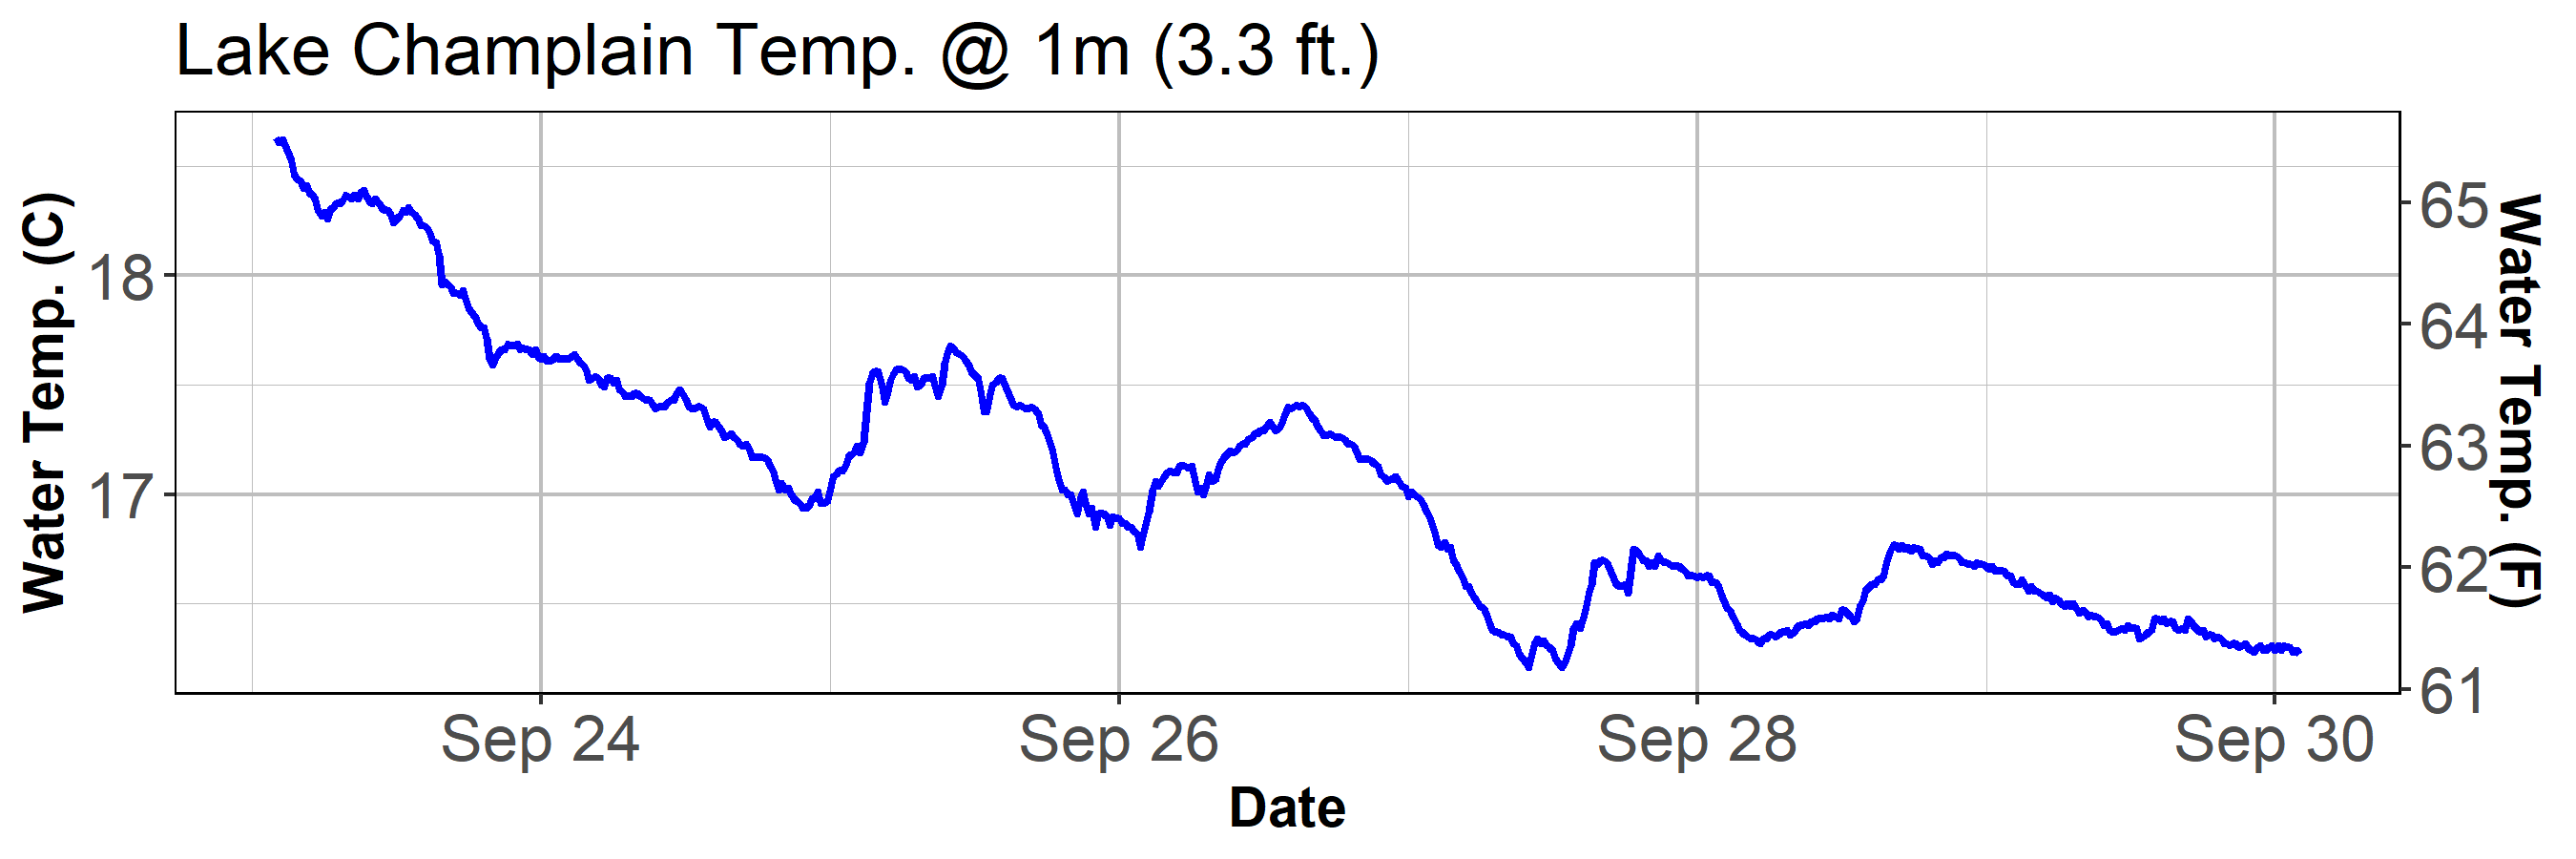 Lake Champlain Temp. @ 1m (3.3 ft.)
Water Temp. (C)
18
17
65
64
63
62
61
Water Temp. (F)
Sep 24 Sep 26 Sep 28 Sep 30
Date